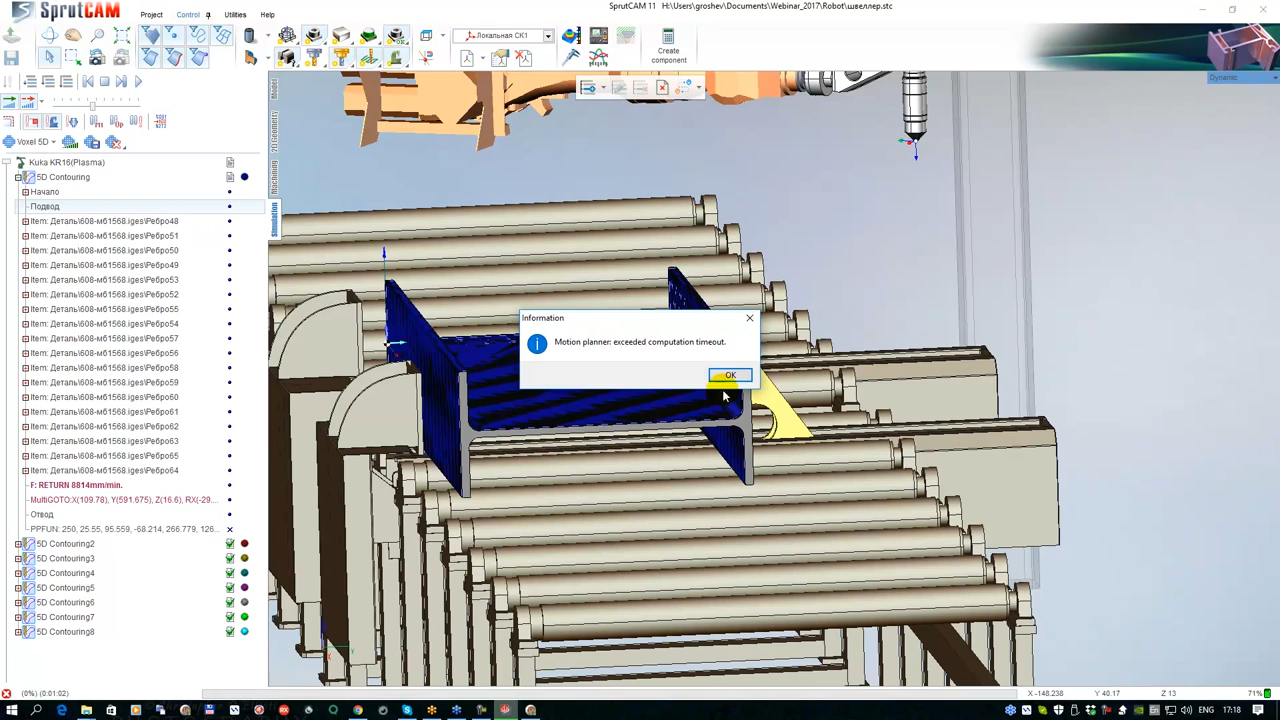 SprutCAM
SprutCAM 11 H:\Users\groshev\Documents\Webinar_2017\Robot\швеллер.stc
Project Control Utilities Help
Локальная СК1
Create
component
Dynamic
Model
2D Geometry
Machining
Simulation
Voxel 5D
Kuka KR16(Plasma)
5D Contouring
Начало
Подвод
Item: Деталь\608-м61568.iges\Ребро48
Item: Деталь\608-м61568.iges\Ребро51
Item: Деталь\608-м61568.iges\Ребро50
Item: Деталь\608-м61568.iges\Ребро49
Item: Деталь\608-м61568.iges\Ребро53
Item: Деталь\608-м61568.iges\Ребро52
Item: Деталь\608-м61568.iges\Ребро55
Item: Деталь\608-м61568.iges\Ребро54
Item: Деталь\608-м61568.iges\Ребро57
Item: Деталь\608-м61568.iges\Ребро56
Item: Деталь\608-м61568.iges\Ребро58
Item: Деталь\608-м61568.iges\Ребро59
Item: Деталь\608-м61568.iges\Ребро60
Item: Деталь\608-м61568.iges\Ребро61
Item: Деталь\608-м61568.iges\Ребро62
Item: Деталь\608-м61568.iges\Ребро63
Item: Деталь\608-м61568.iges\Ребро65
Item: Деталь\608-м61568.iges\Ребро64
F: RETURN 8814mm/min.
MultiGOTO:X(109.78), Y(591.675), Z(16.6), RX(-29....
Отвод
PPFUN: 250, 25.55, 95.559, -68.214, 266.779, 126...
5D Contouring2
5D Contouring3
5D Contouring4
5D Contouring5
5D Contouring6
5D Contouring7
5D Contouring8
Information
Motion planner: exceeded computation timeout.
OK
(0%) (0:01:02)
X -148.238 Y 40.17 Z 13 71%
ENG 17:18